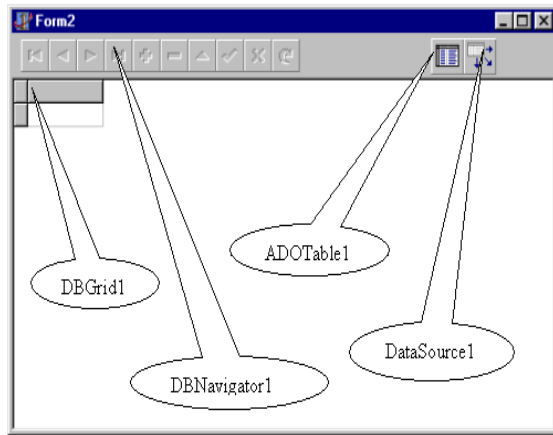 Form2
ADOTable1
DBGrid1
DataSource1
DBNavigator1